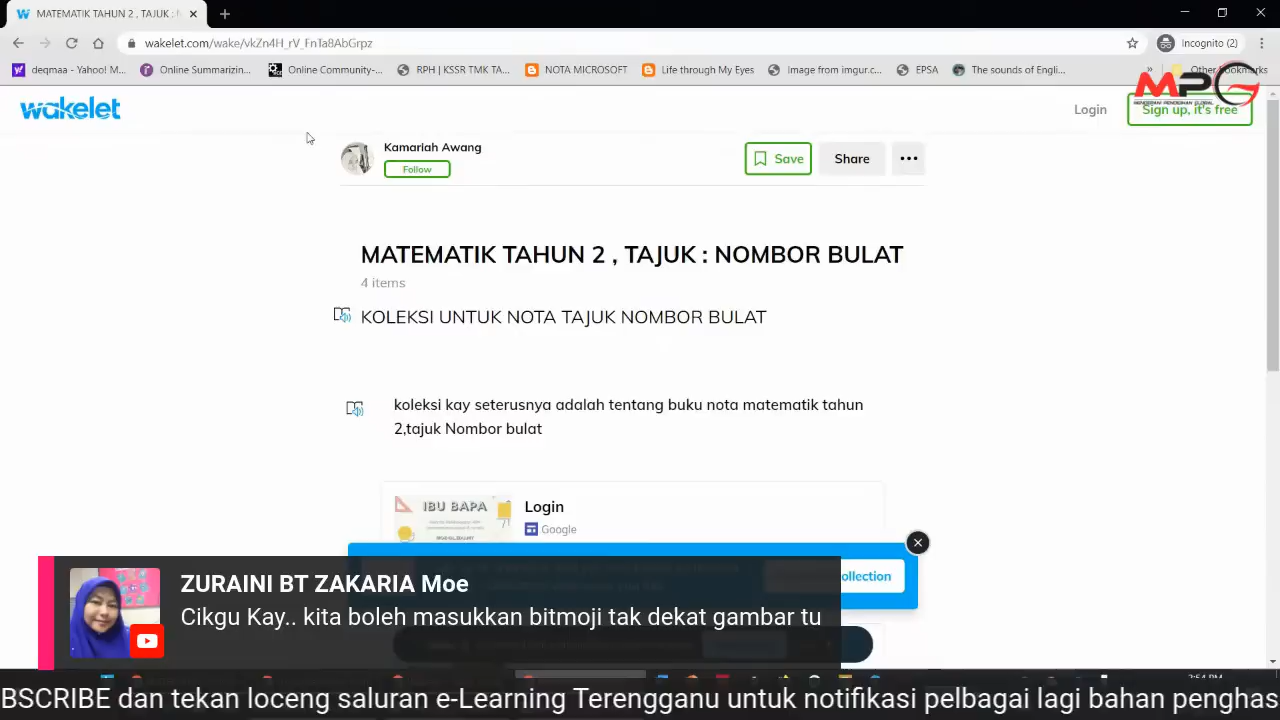 MATEMATIK TAHUN 2 , TAJUK :
wakelet.com/wake/vkZn4H_rV_FnTa8AbGrpz
Incognito (2)
deqmaa - Yahoo! M...
Online Summarizin...
Online Community-...
RPH | KSSR TMK TA...
NOTA MICROSOFT
Life through My Eyes
Image from imgur.c...
EPSA
The sounds of Engli...
Other bookmarks
MPG
wakelet
Login
Sign up, it's free
Kamariah Awang
Follow
Save
Share
MATEMATIK TAHUN 2 , TAJUK : NOMBOR BULAT
4 items
KOLEKSI UNTUK NOTA TAJUK NOMBOR BULAT
koleksi kay seterusnya adalah tentang buku nota matematik tahun
2,tajuk Nombor bulat
IBU BAPA
Login
Google
ollection
ZURAINI BT ZAKARIA Moe
Cikgu Kay.. kita boleh masukkan bitmoji tak dekat gambar tu
BSCRIBE dan tekan loceng saluran e-Learning Terengganu untuk notifikasi pelbagai lagi bahan penghas